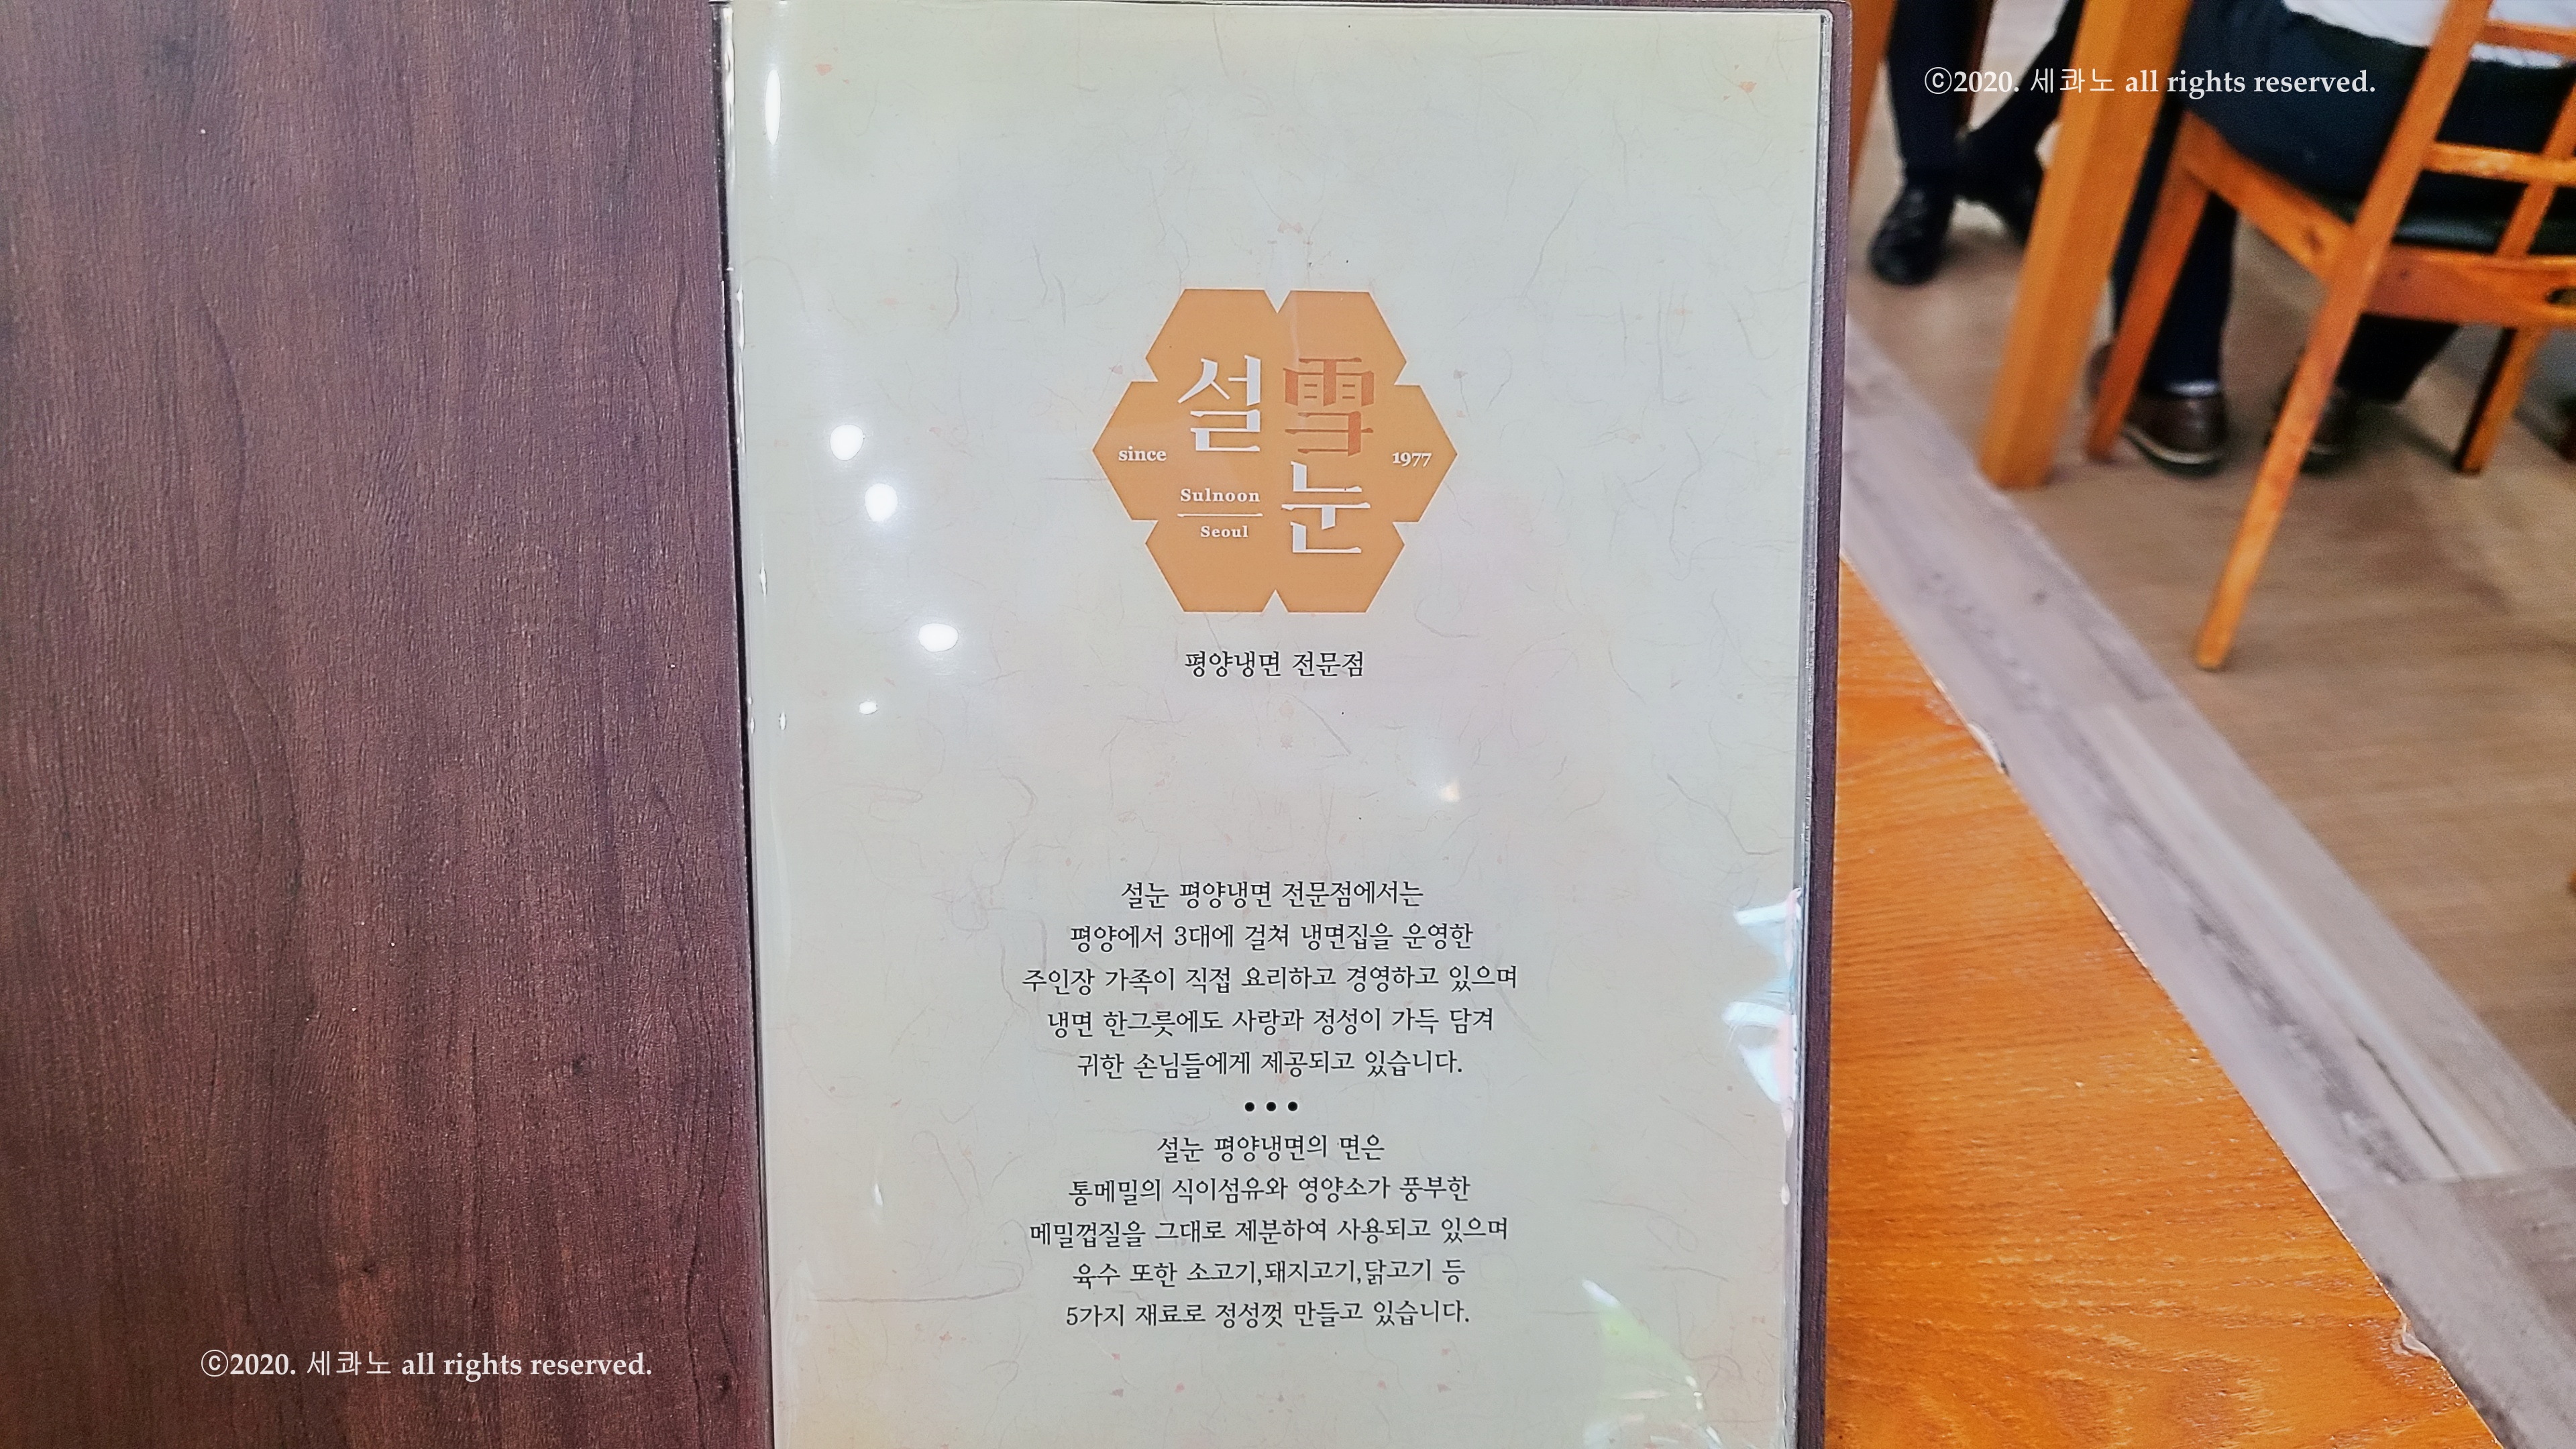 ⓒ2020. 세콰노 all rights reserved.
설 雪
since 1977
눈
Sulnoon
Seoul
평양냉면 전문점
설눈 평양냉면 전문점에서는
평양에서 3대에 걸쳐 냉면집을 운영한
주인장 가족이 직접 요리하고 경영하고 있으며
냉면 한그릇에도 사랑과 정성이 가득 담겨
귀한 손님들에게 제공되고 있습니다.
•••
설눈 평양냉면의 면은
통메밀의 식이섬유와 영양소가 풍부한
메밀껍질을 그대로 제분하여 사용되고 있으며
육수 또한 소고기,돼지고기,닭고기 등
5가지 재료로 정성껏 만들고 있습니다.
ⓒ2020. 세콰노 all rights reserved.